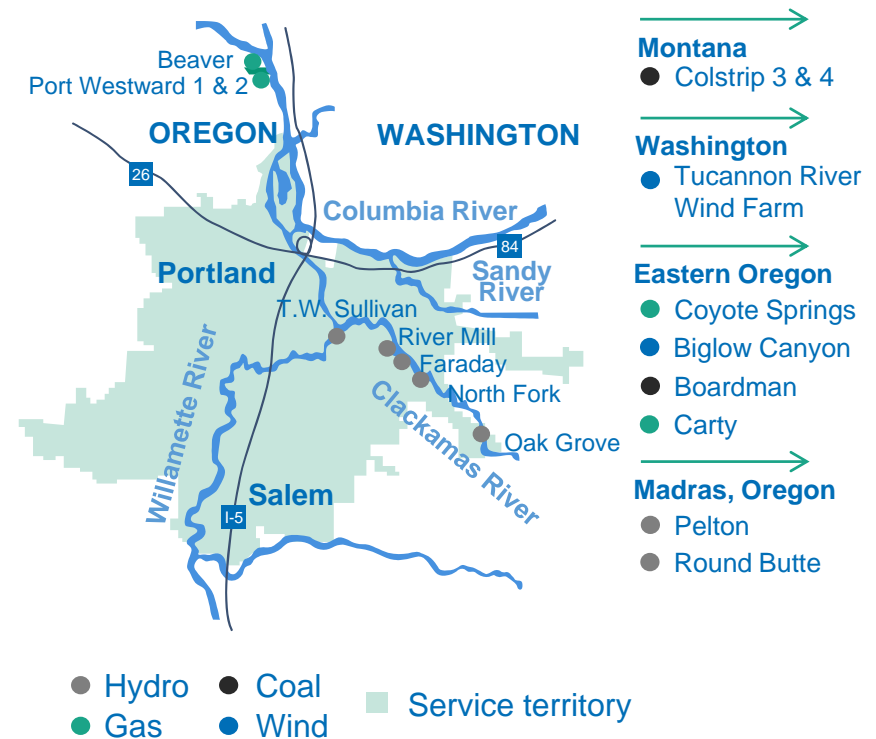 Beaver
Port Westward 1 & 2
OREGON
WASHINGTON
26
Columbia River
84
Portland
Sandy
River
T.W. Sullivan
River Mill
Faraday
North Fork
Willamette River
Clackamas River
Oak Grove
Salem
I-5
Montana
Colstrip 3 & 4
Washington
Tucannon River
Wind Farm
Eastern Oregon
Coyote Springs
Biglow Canyon
Boardman
Carty
Madras, Oregon
Pelton
Round Butte
Hydro
Coal
Gas
Wind
Service territory